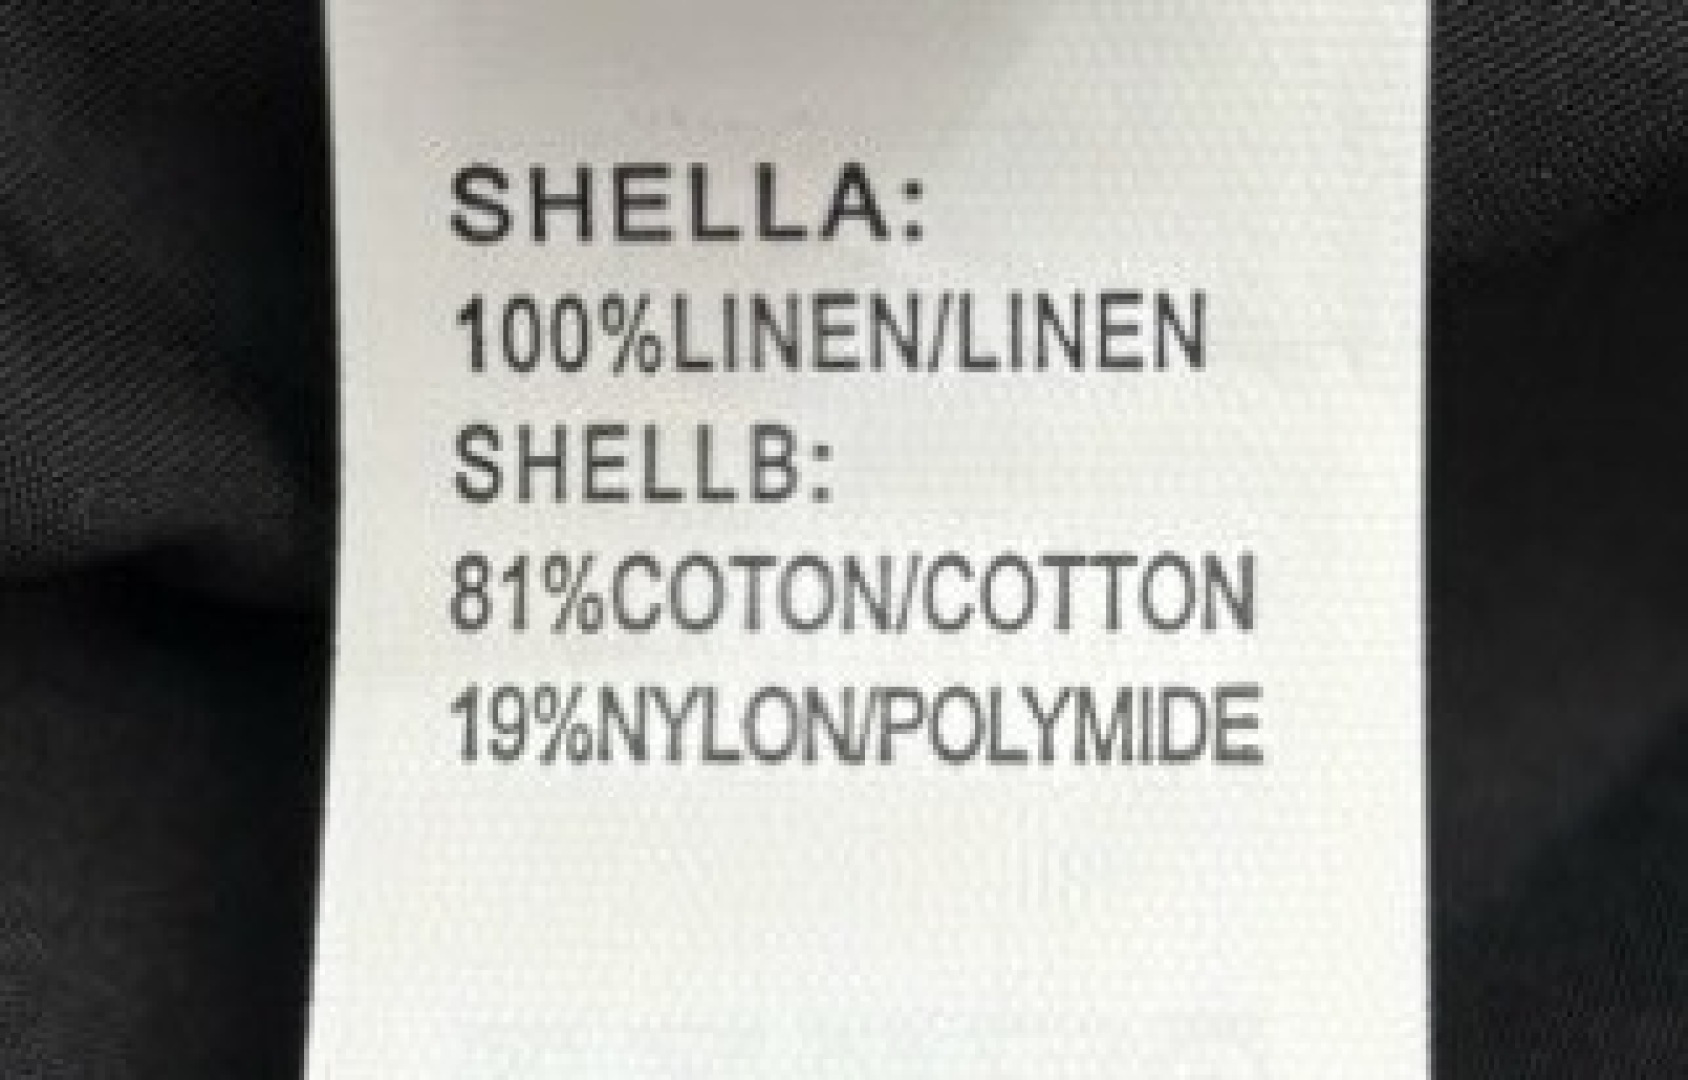 SHELLA:
100%LINEN/LINEN
SHELLB:
81%COTON/COTTON
19%NYLON/POLYMIDE